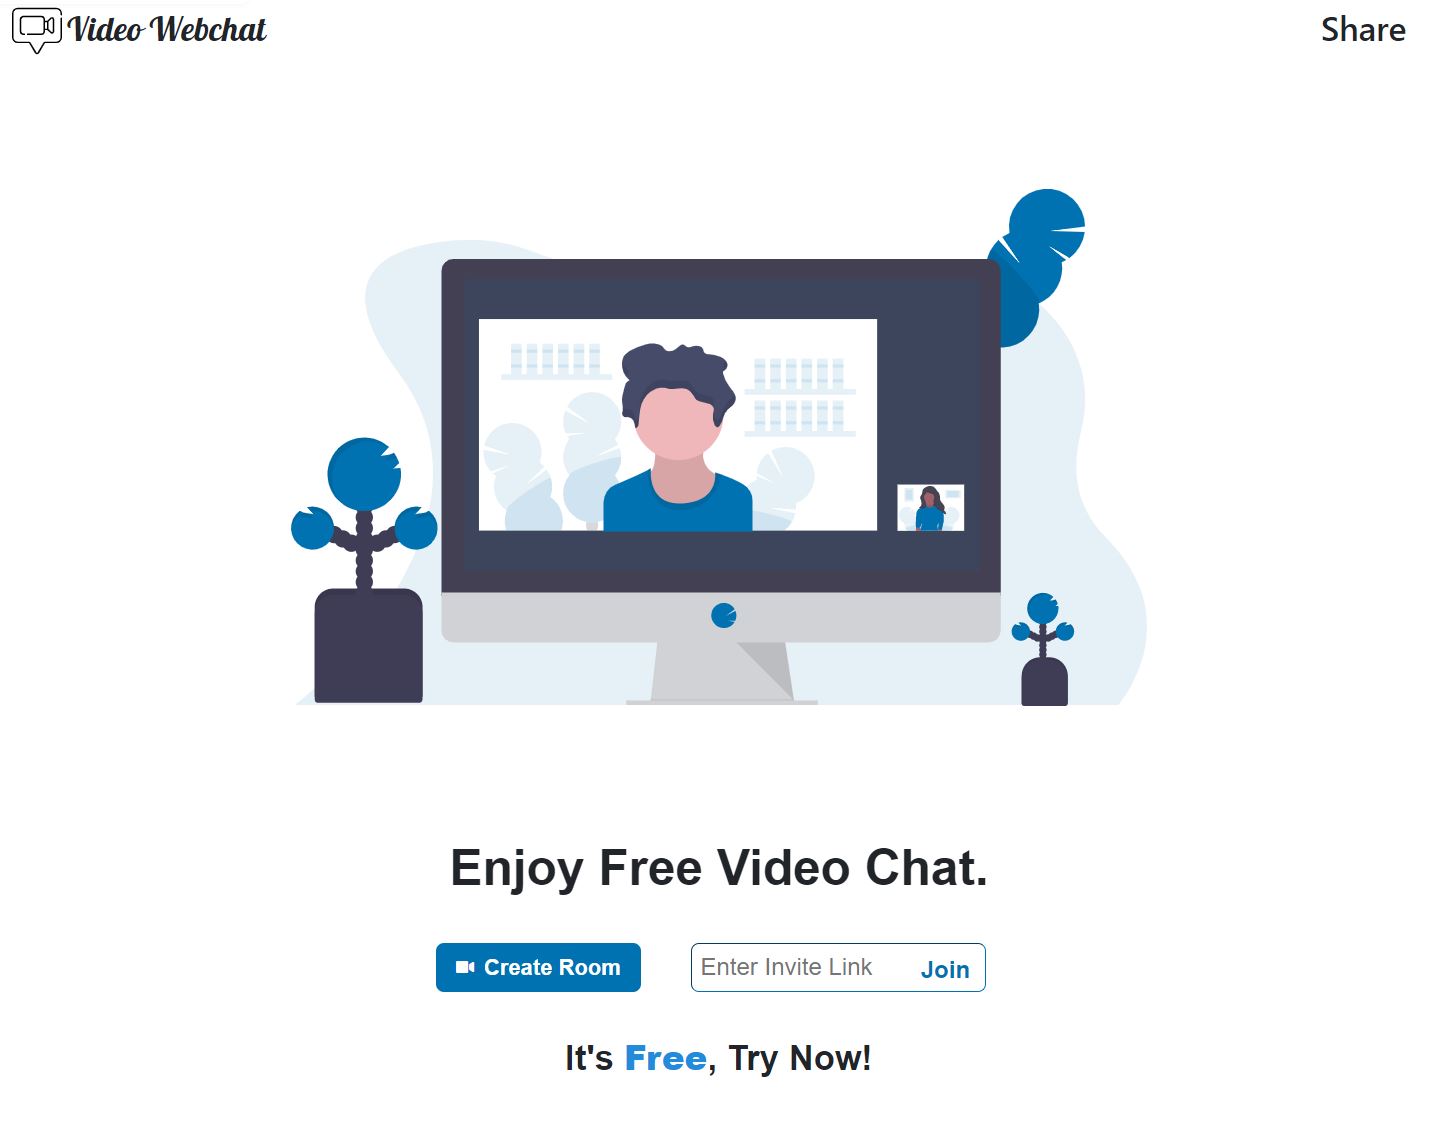 Video Webchat
Share
Enjoy Free Video Chat.
Create Room
Enter Invite Link
Join
It's Free, Try Now!